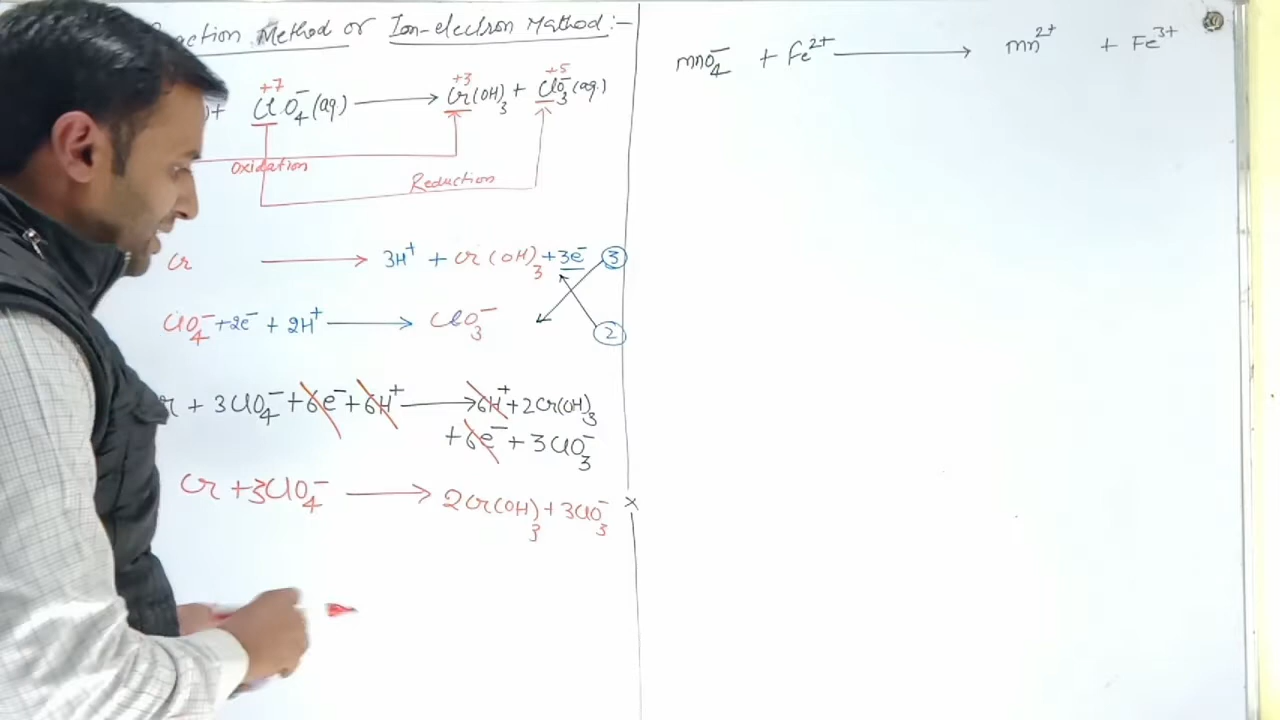 action Method or Ion-electron Mathod :-
+7 +3 +5
+ ClO₄⁻(aq) ⟶ Cr(OH)₃ + ClO₃⁻(aq.)
Oxidation
Reduction
Cr ⟶ 3H⁺ + Cr(OH)₃ + 3e⁻ 3
ClO₄⁻ + 2e⁻ + 2H⁺ ⟶ ClO₃⁻ 2
+ 3ClO₄⁻ + 6e⁻ + 6H⁺ ⟶ 6H⁺ + 2Cr(OH)₃
+ 6e⁻ + 3ClO₃⁻
Cr + 3ClO₄⁻ ⟶ 2Cr(OH)₃ + 3ClO₃⁻ ×
mnO₄⁻ + Fe²⁺ ⟶ mn²⁺ + Fe³⁺